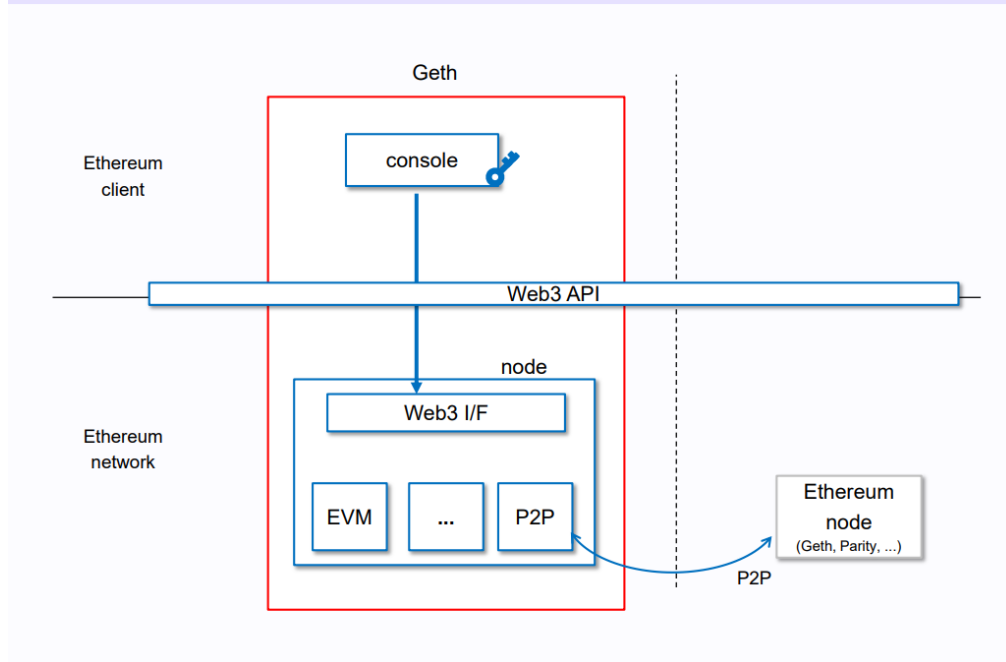 Geth
console
Ethereum
client
Web3 API
node
Web3 I/F
Ethereum
network
EVM
...
P2P
Ethereum
node
(Geth, Parity, ...)
P2P